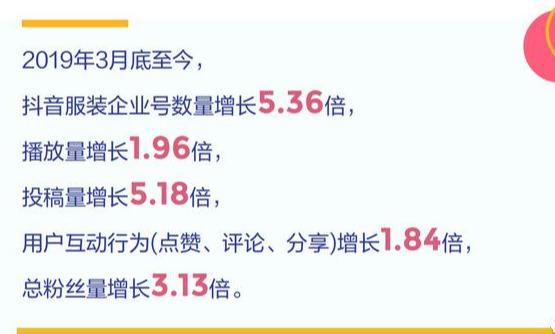 2019年3月底至今，
抖音服装企业号数量增长5.36倍，
播放量增长1.96倍，
投稿量增长5.18倍，
用户互动行为(点赞、评论、分享)增长1.84倍，
总粉丝量增长3.13倍。